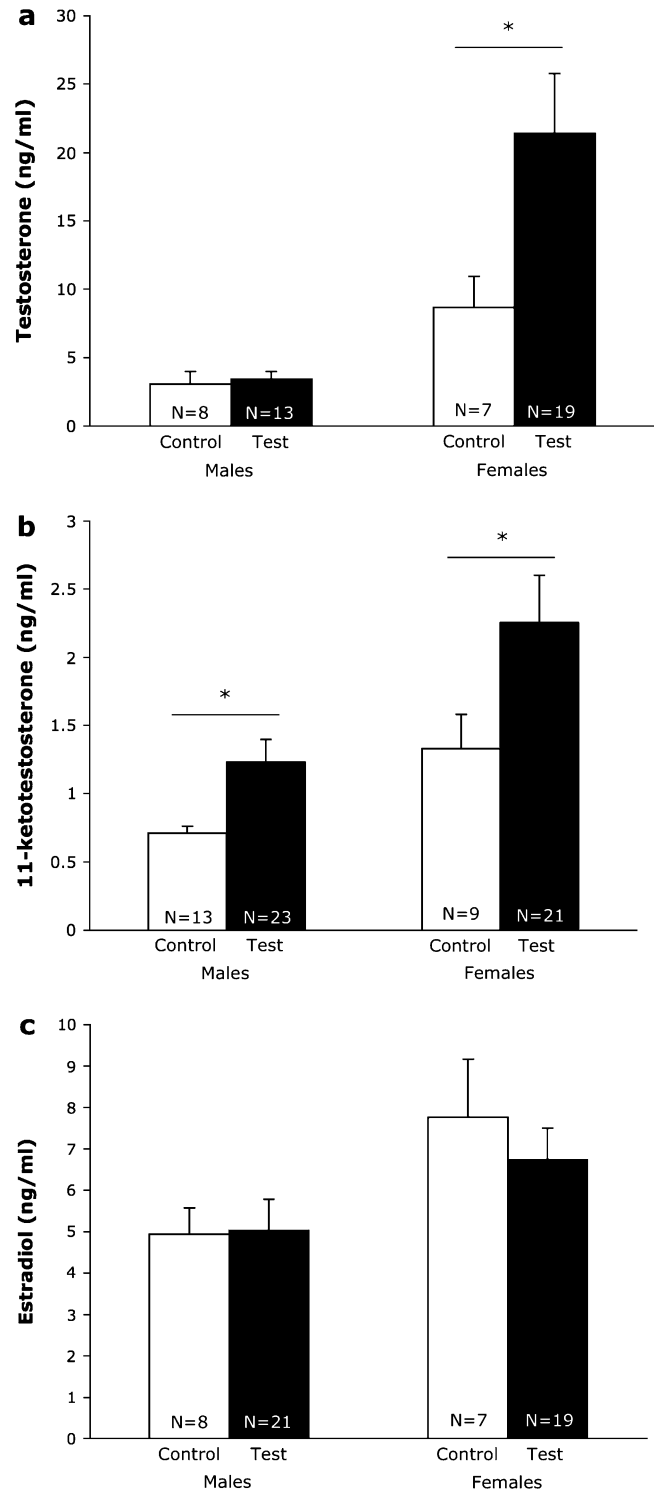 a
Testosterone (ng/ml)
30
25
20
15
10
5
0
*
N=8
N=13
N=7
N=19
Control
Test
Control
Test
Males
Females
b
11-ketotestosterone (ng/ml)
3
2.5
2
1.5
1
0.5
0
*
*
N=13
N=23
N=9
N=21
Control
Test
Control
Test
Males
Females
c
Estradiol (ng/ml)
10
9
8
7
6
5
4
3
2
1
0
N=8
N=21
N=7
N=19
Control
Test
Control
Test
Males
Females